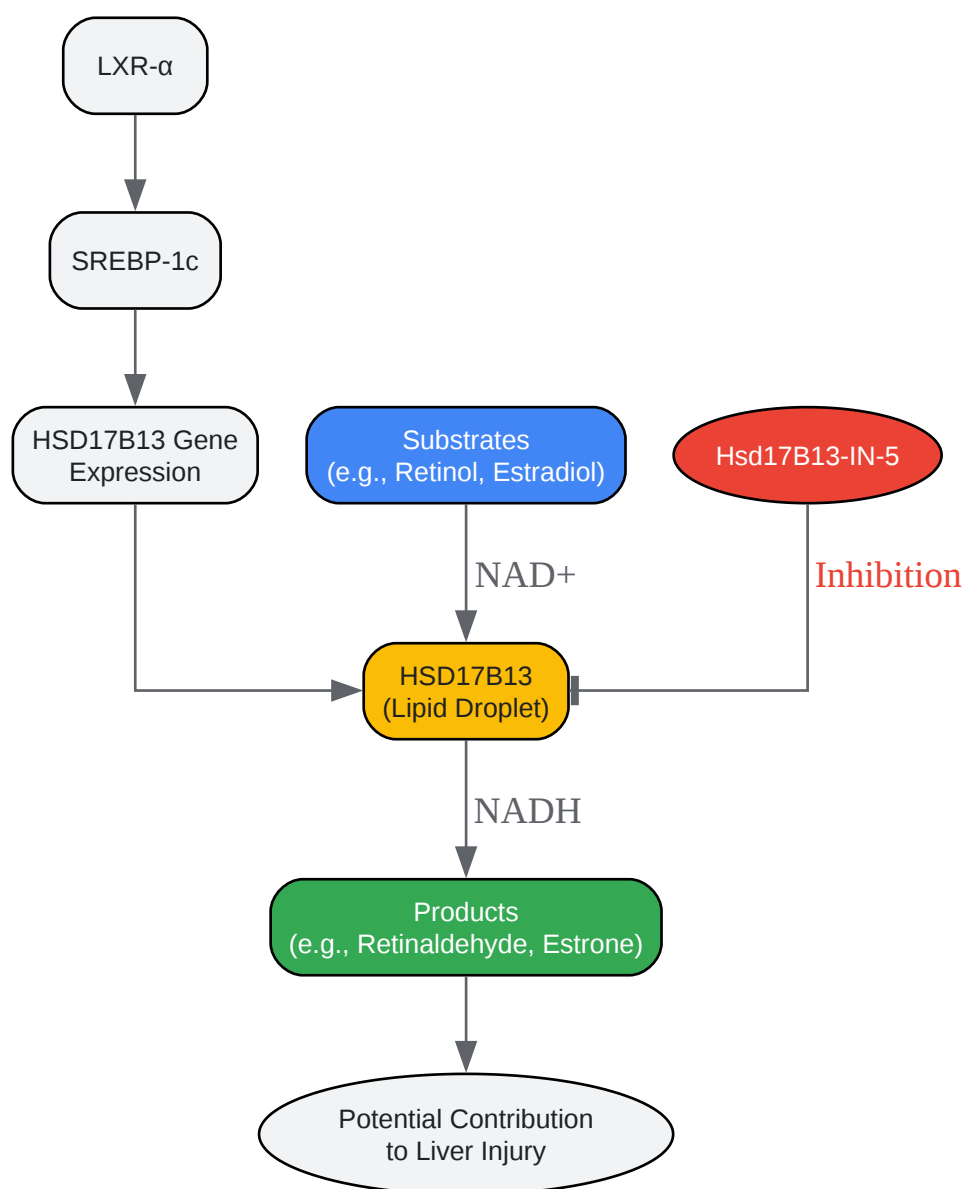 LXR-α
SREBP-1c
HSD17B13 Gene
Expression
Substrates
(e.g., Retinol, Estradiol)
Hsd17B13-IN-5
NAD+
Inhibition
HSD17B13
(Lipid Droplet)
NADH
Products
(e.g., Retinaldehyde, Estrone)
Potential Contribution
to Liver Injury